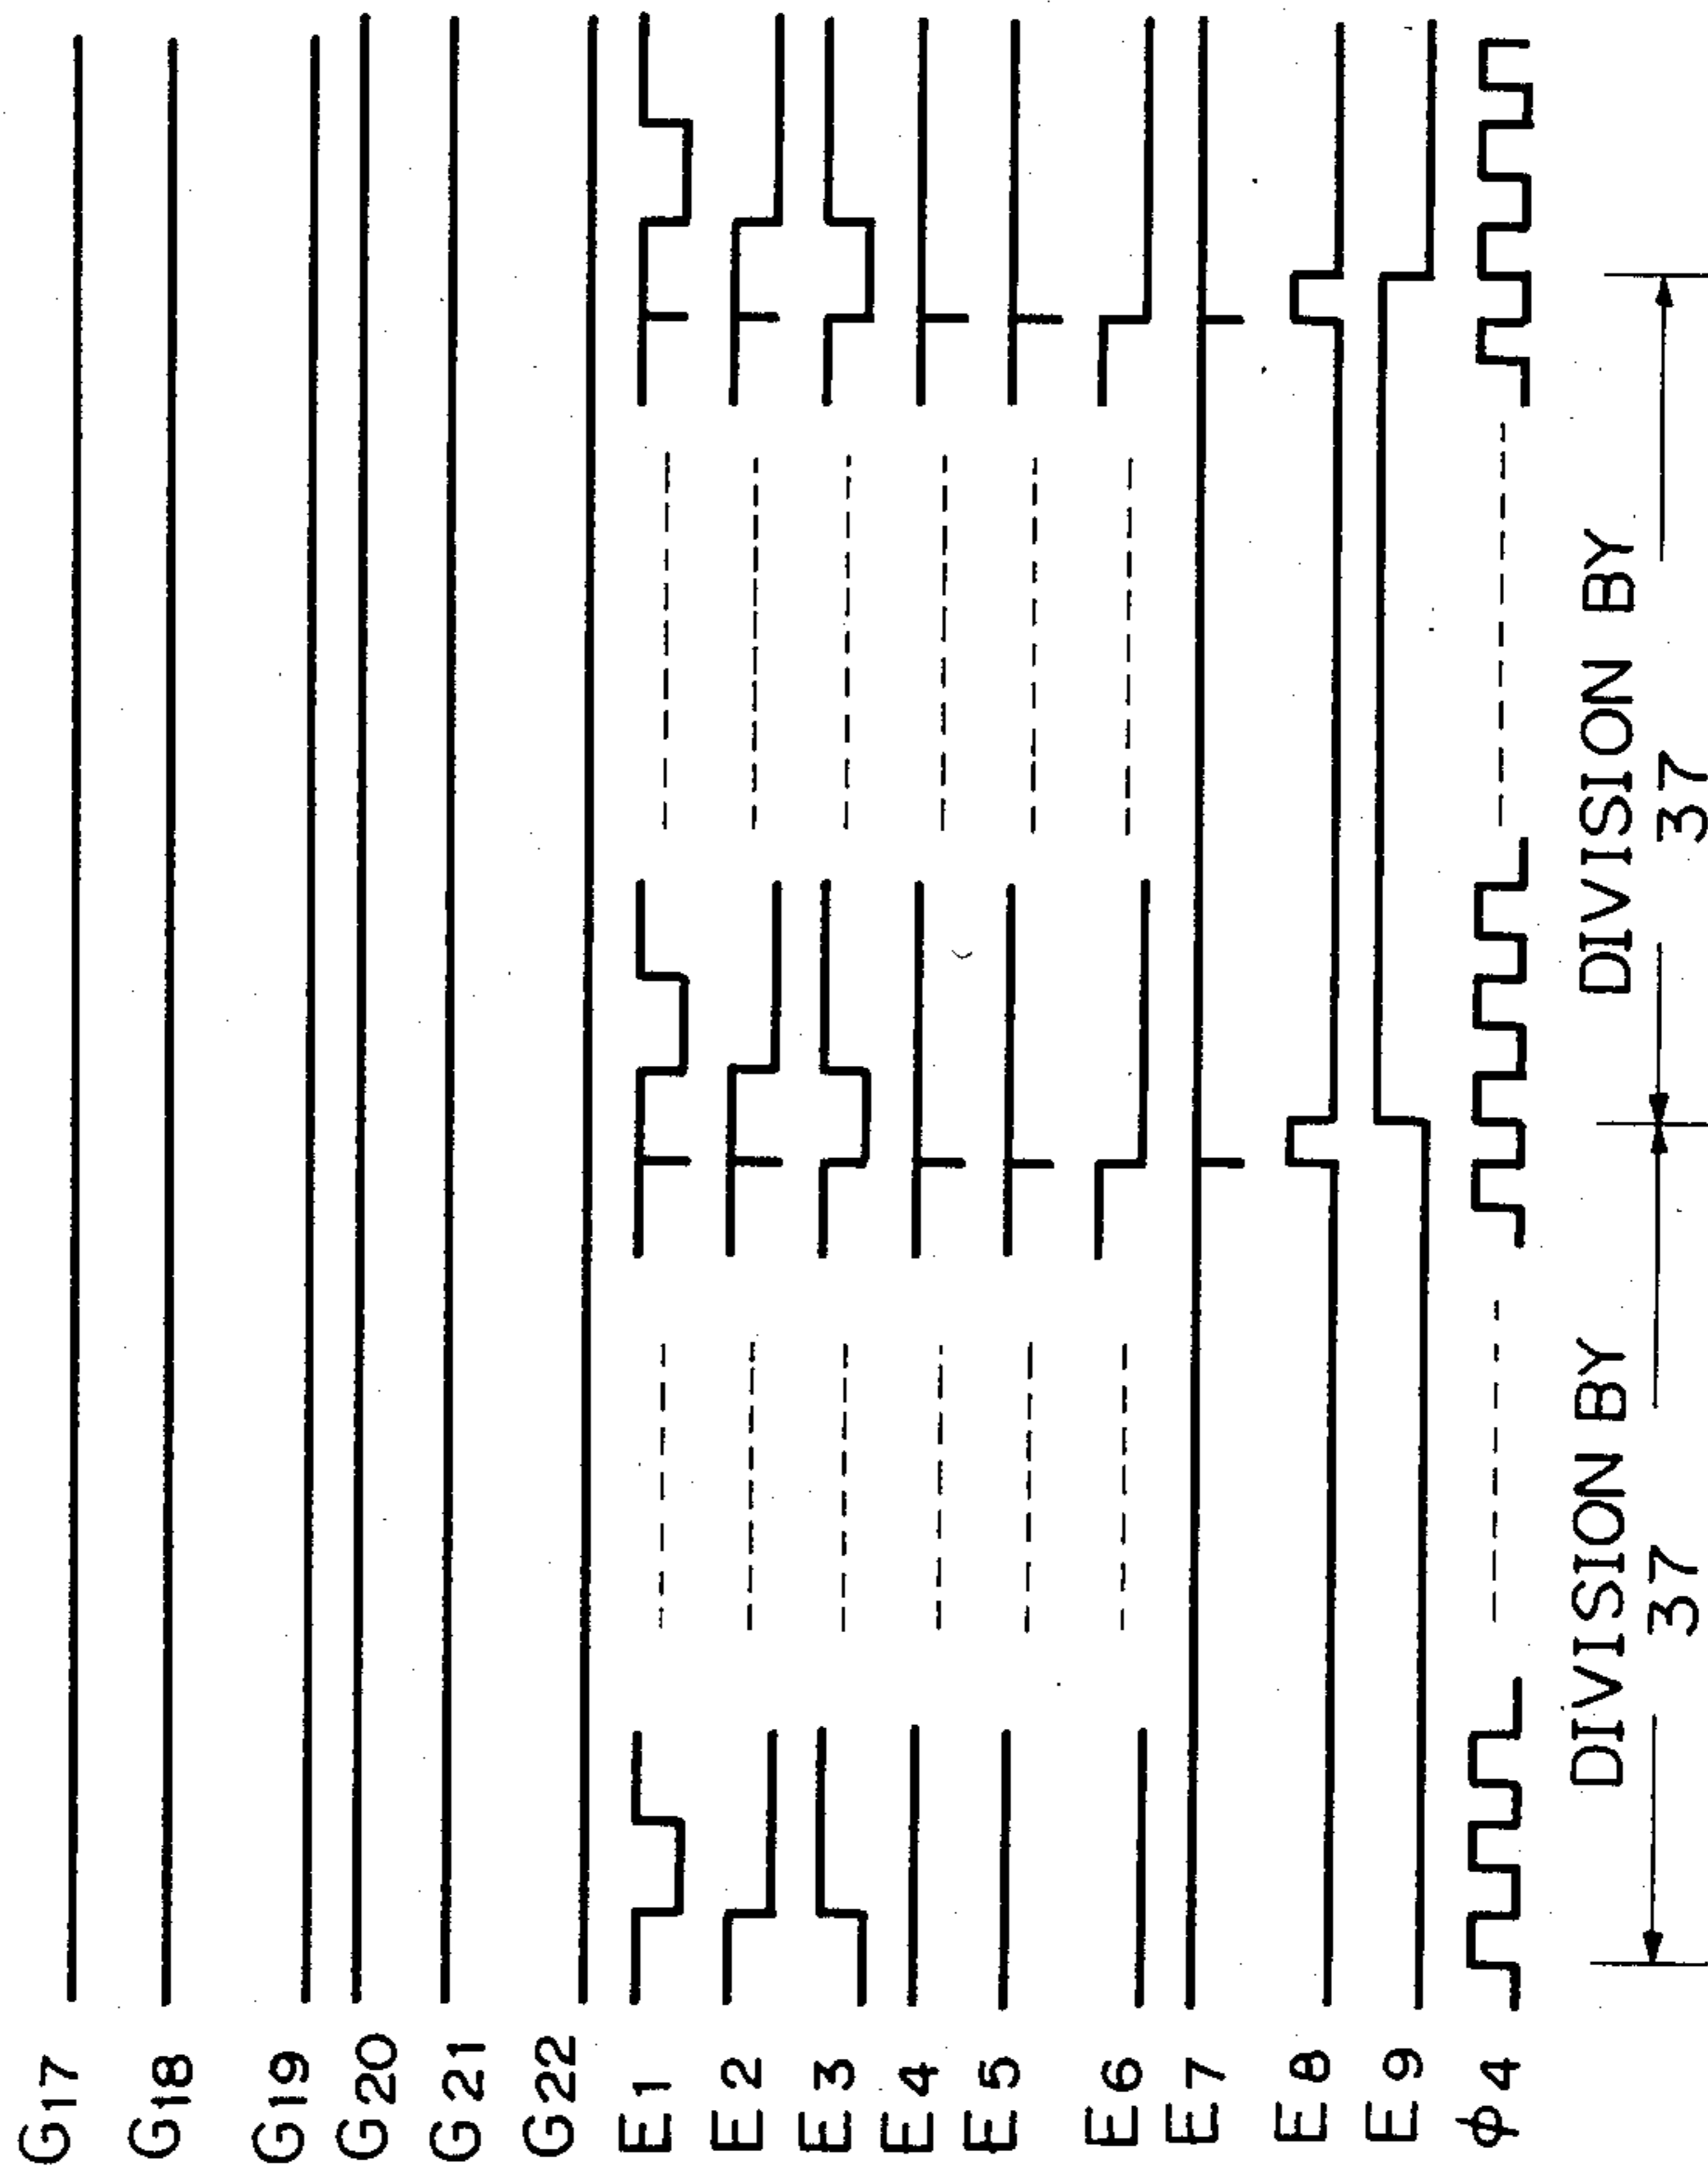 G17
G18
G19
G20
G21
G22
E1
E2
E3
E4
E5
E6
E7
E8
E9
φ4
DIVISION BY
37
DIVISION BY
37